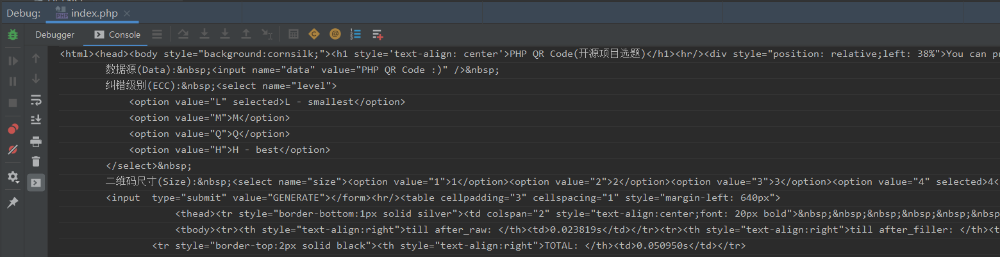 Debug: index.php
Debugger Console
<html><head><body style="background:cornsilk;"><h1 style='text-align: center'>PHP QR Code(开源项目选题)</h1><hr/><div style="position: relative;left: 38%">You can pr
数据源(Data):&nbsp;<input name="data" value="PHP QR Code :)" />&nbsp;
纠错级别(ECC):&nbsp;<select name="level">
<option value="L" selected>L - smallest</option>
<option value="M">M</option>
<option value="Q">Q</option>
<option value="H">H - best</option>
</select>&nbsp;
二维码尺寸(Size):&nbsp;<select name="size"><option value="1">1</option><option value="2">2</option><option value="3">3</option><option value="4" selected>4<
<input  type="submit" value="GENERATE"></form><hr/><table cellpadding="3" cellspacing="1" style="margin-left: 640px">
<thead><tr style="border-bottom:1px solid silver"><td colspan="2" style="text-align:center;font: 20px bold">&nbsp;&nbsp;&nbsp;&nbsp;&nbsp;&nbsp
<tbody><tr><th style="text-align:right">till after_raw: </th><td>0.023819s</td></tr><tr><th style="text-align:right">till after_filler: </th><t
<tr style="border-top:2px solid black"><th style="text-align:right">TOTAL: </th><td>0.050950s</td></tr>